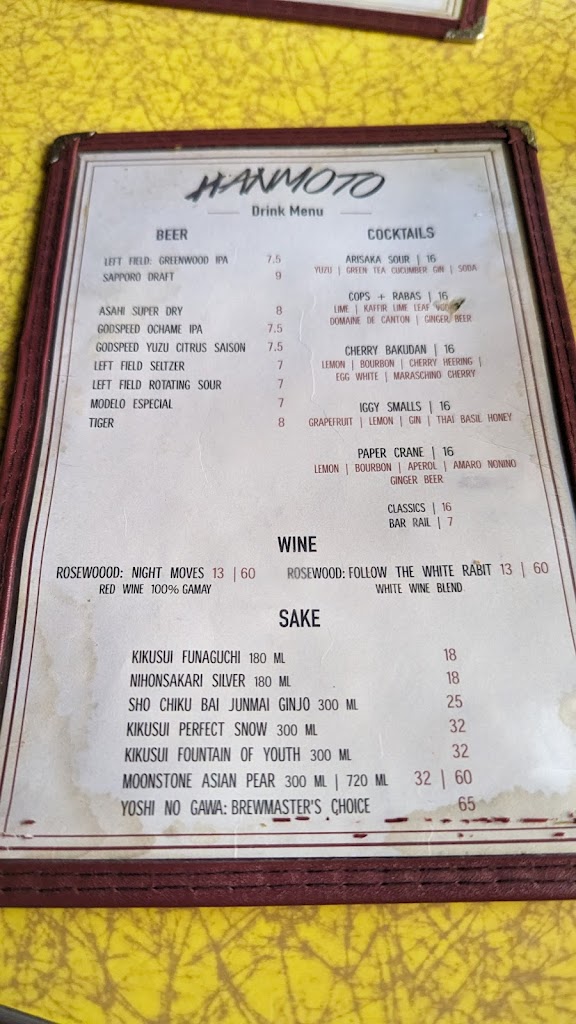 HANMOTO
Drink Menu
BEER
LEFT FIELD: GREENWOOD IPA 7.5
SAPPORO DRAFT 9
ASAHI SUPER DRY 8
GODSPEED OCHAME IPA 7.5
GODSPEED YUZU CITRUS SAISON 7.5
LEFT FIELD SELTZER 7
LEFT FIELD ROTATING SOUR 7
MODELO ESPECIAL 7
TIGER 8
COCKTAILS
ARISAKA SOUR | 16
YUZU | GREEN TEA CUCUMBER GIN | SODA
COPS + RABAS | 16
LIME | KAFFIR LIME LEAF
DOMAINE DE CANTON | GINGER BEER
CHERRY BAKUDAN | 16
LEMON | BOURBON | CHERRY HEERING |
EGG WHITE | MARASCHINO CHERRY
IGGY SMALLS | 16
GRAPEFRUIT | LEMON | GIN | THAI BASIL HONEY
PAPER CRANE | 16
LEMON | BOURBON | APEROL | AMARO NONINO
GINGER BEER
CLASSICS | 16
BAR RAIL | 7
WINE
ROSEWOOOD: NIGHT MOVES 13 | 60
RED WINE 100% GAMAY
ROSEWOOD: FOLLOW THE WHITE RABIT 13 | 60
WHITE WINE BLEND
SAKE
KIKUSUI FUNAGUCHI 180 ML 18
NIHONSAKARI SILVER 180 ML 18
SHO CHIKU BAI JUNMAI GINJO 300 ML 25
KIKUSUI PERFECT SNOW 300 ML 32
KIKUSUI FOUNTAIN OF YOUTH 300 ML 32
MOONSTONE ASIAN PEAR 300 ML | 720 ML 32 | 60
YOSHI NO GAWA: BREWMASTER'S CHOICE 65